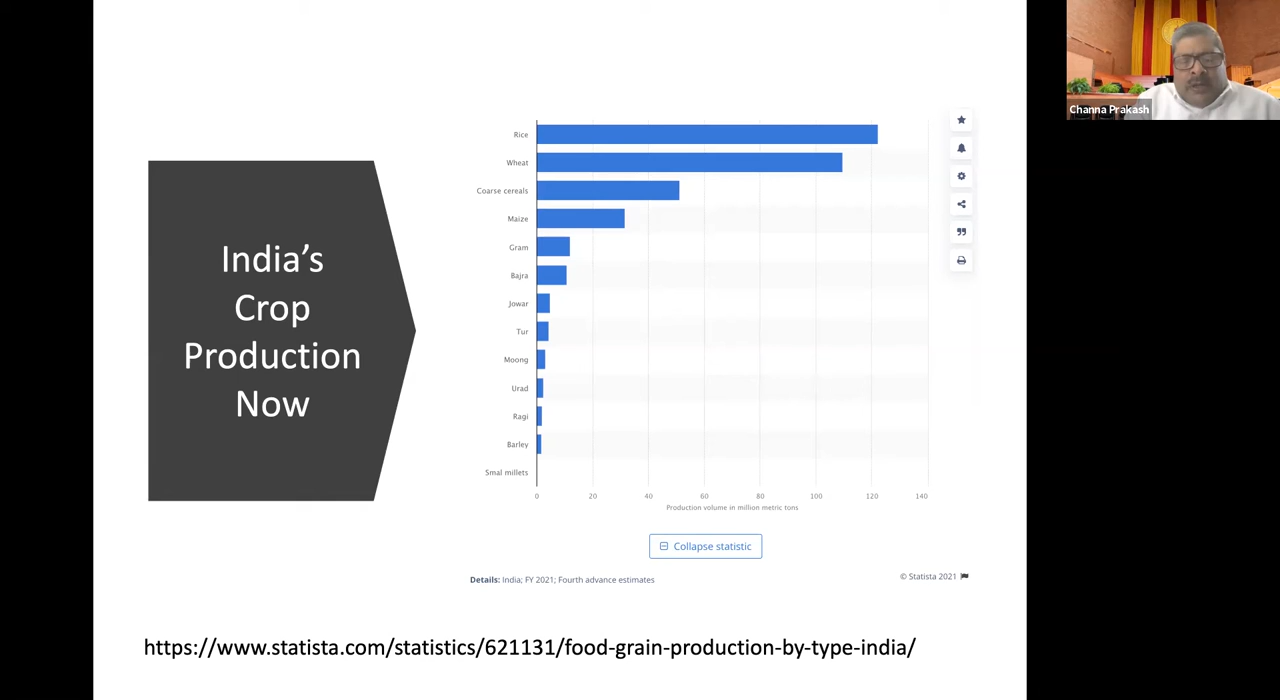 India’s
Crop
Production
Now
Rice
Wheat
Coarse cereals
Maize
Gram
Bajra
Jowar
Tur
Moong
Urad
Ragi
Barley
Smal millets
0 20 40 60 80 100 120 140
Production volume in million metric tons
Collapse statistic
Details: India; FY 2021; Fourth advance estimates
© Statista 2021
https://www.statista.com/statistics/621131/food-grain-production-by-type-india/
Channa Prakash